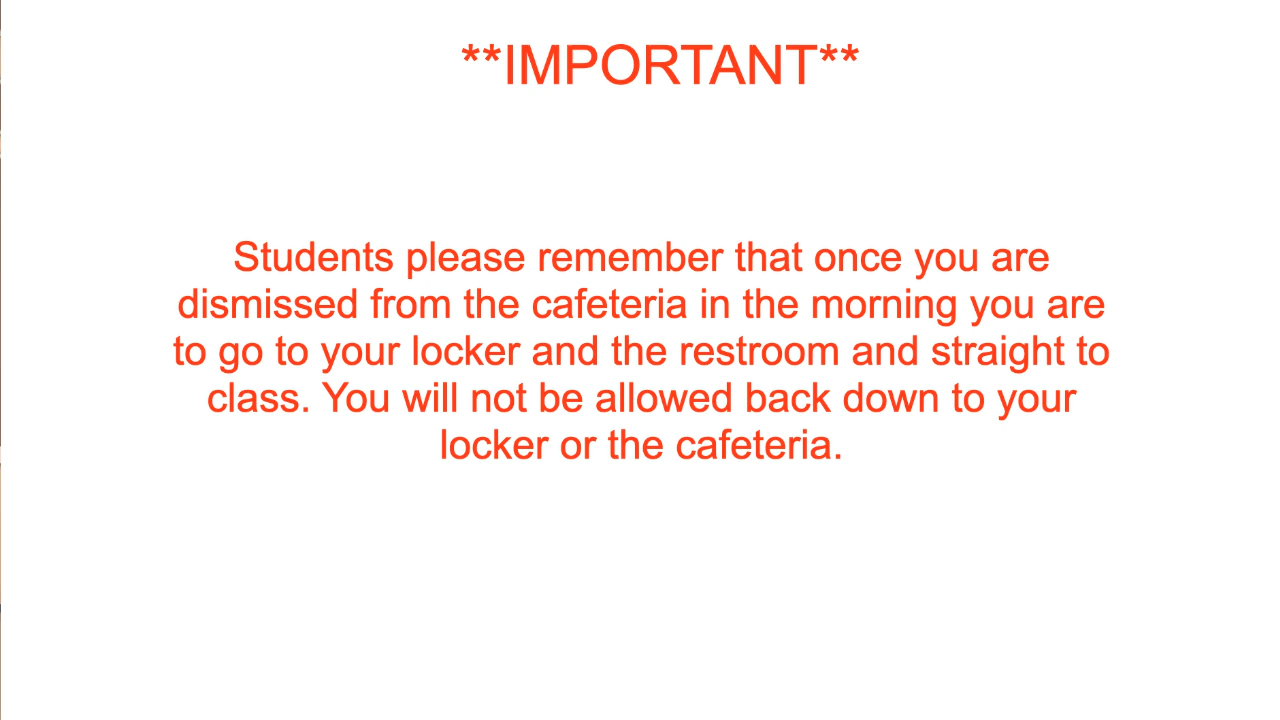 **IMPORTANT**
Students please remember that once you are
dismissed from the cafeteria in the morning you are
to go to your locker and the restroom and straight to
class. You will not be allowed back down to your
locker or the cafeteria.